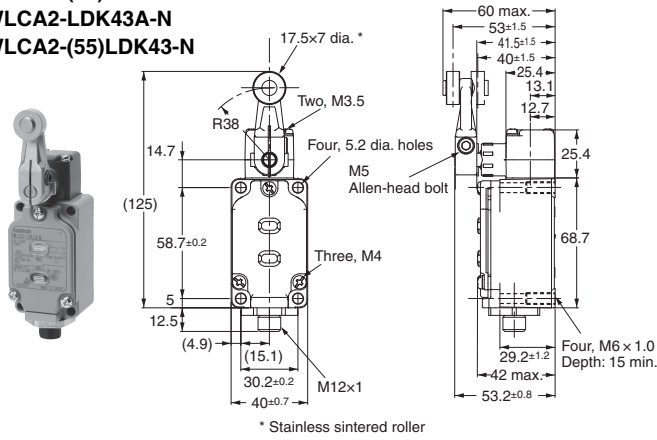 VLCA2-LDK43A-N
VLCA2-(55)LDK43-N
17.5×7 dia. *
Two, M3.5
R38
Four, 5.2 dia. holes
14.7
(125)
58.7±0.2
Three, M4
5
12.5
(4.9)
(15.1)
30.2±0.2
40±0.7
M12×1
60 max.
53±1.5
41.5±1.5
40±1.5
25.4
13.1
12.7
M5
Allen-head bolt
25.4
68.7
29.2±1.2
42 max.
53.2±0.8
Four, M6 × 1.0
Depth: 15 min.
* Stainless sintered roller